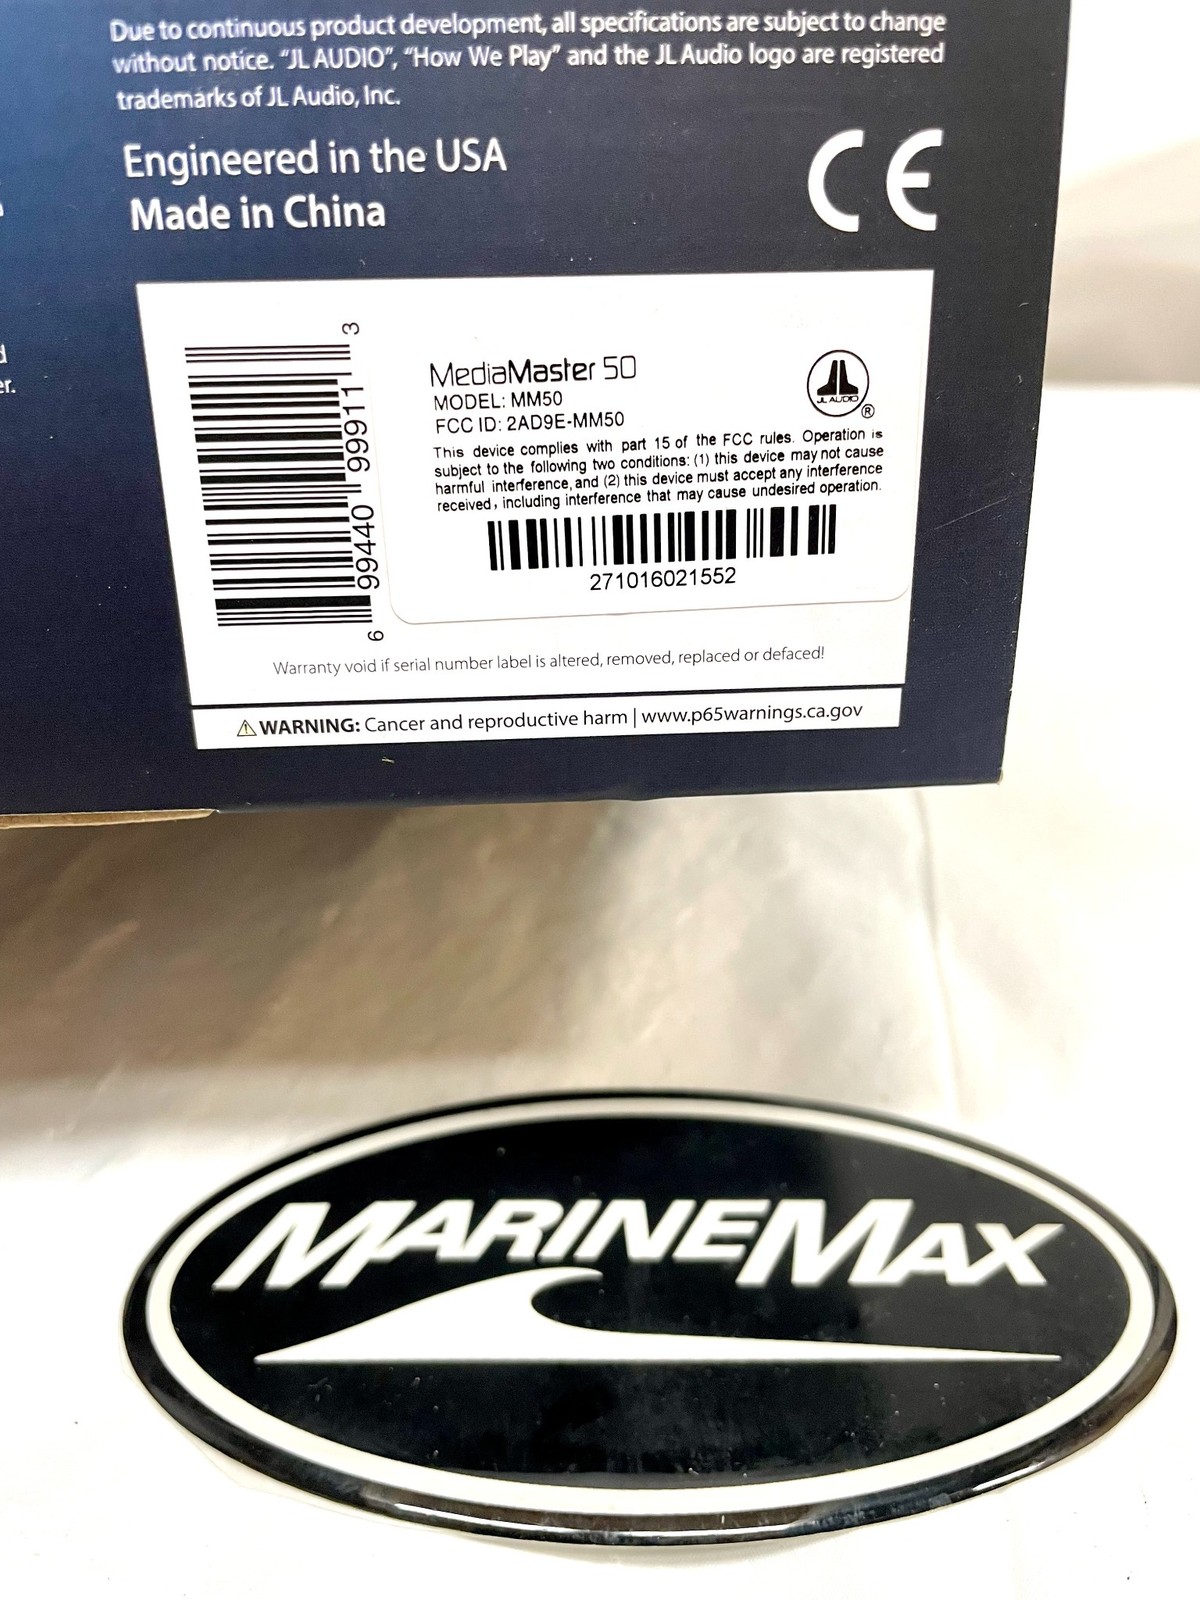 Due to continuous product development, all specifications are subject to change
without notice. “JL AUDIO”, “How We Play” and the JL Audio logo are registered
trademarks of JL Audio, Inc.
Engineered in the USA
Made in China
CE
er.
6 99440 99911 3
MediaMaster 50
MODEL: MM50
FCC ID: 2AD9E-MM50
JL AUDIO
®
This device complies with part 15 of the FCC rules. Operation is
subject to the following two conditions: (1) this device may not cause
harmful interference, and (2) this device must accept any interference
received, including interference that may cause undesired operation.
271016021552
Warranty void if serial number label is altered, removed, replaced or defaced!
⚠ WARNING: Cancer and reproductive harm | www.p65warnings.ca.gov
MARINEMAX